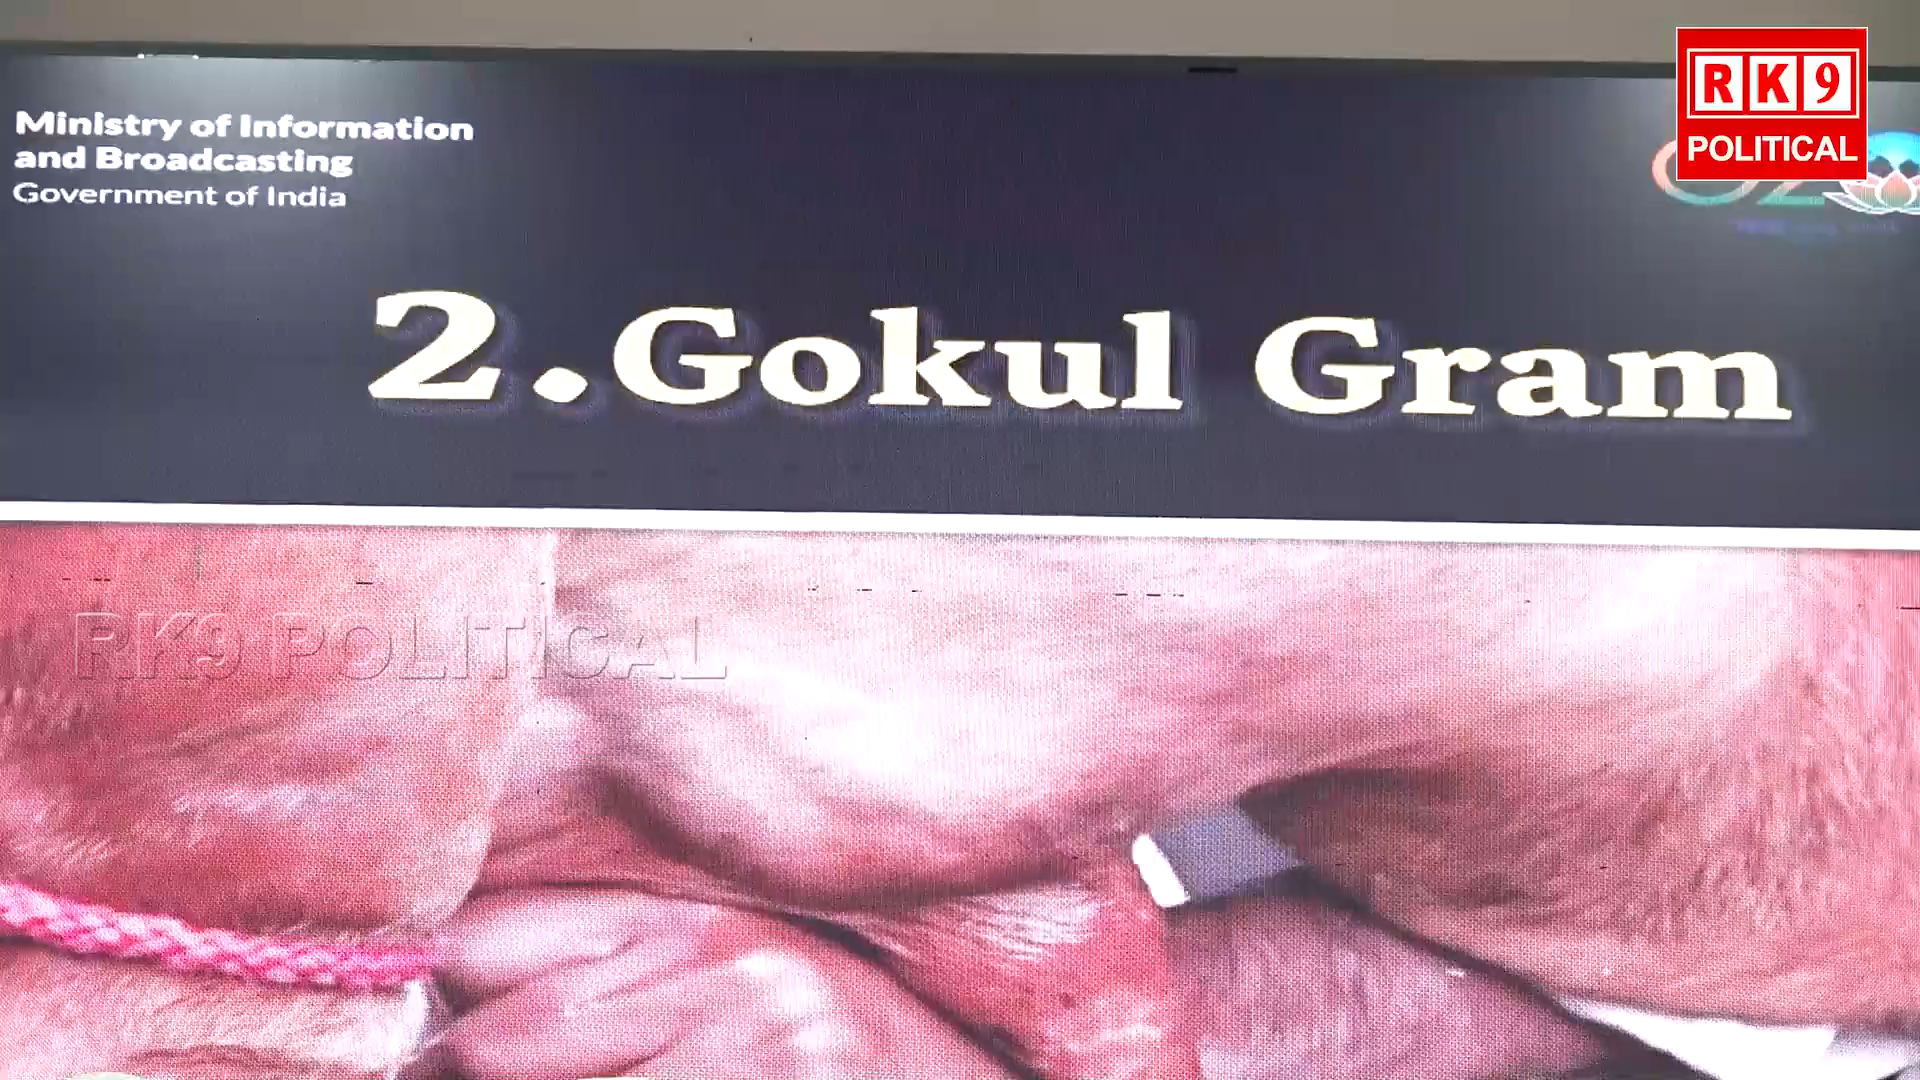 Ministry of Information
and Broadcasting
Government of India
RK9
POLITICAL
2. Gokul Gram
RK9 POLITICAL